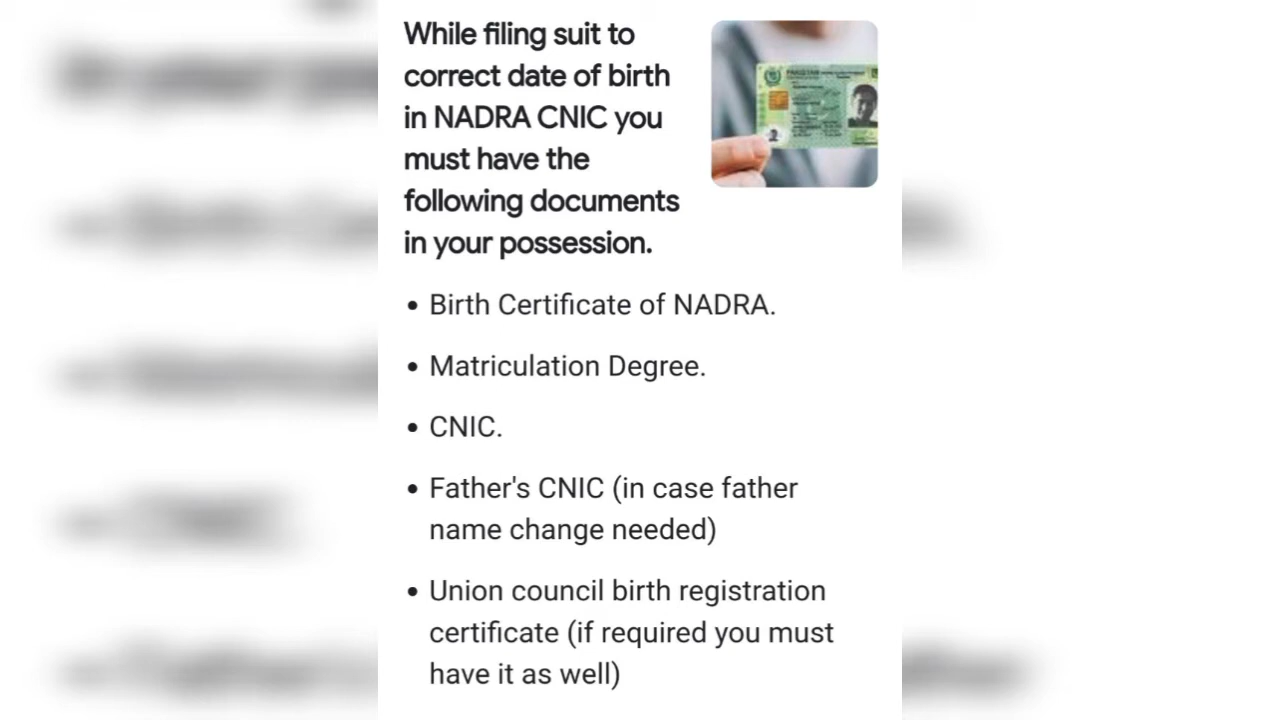 While filing suit to
correct date of birth
in NADRA CNIC you
must have the
following documents
in your possession.
• Birth Certificate of NADRA.
• Matriculation Degree.
• CNIC.
• Father's CNIC (in case father
name change needed)
• Union council birth registration
certificate (if required you must
have it as well)